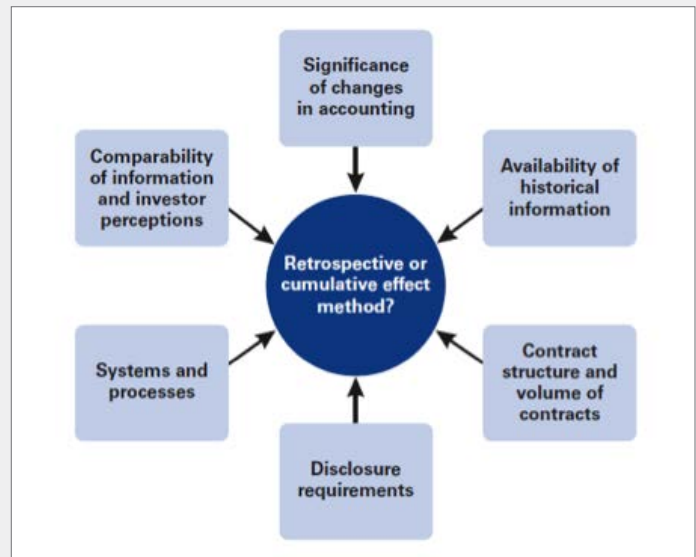 Significance
of changes
in accounting
Comparability
of information
and investor
perceptions
Availability of
historical
information
Retrospective or
cumulative effect
method?
Systems and
processes
Contract
structure and
volume of
contracts
Disclosure
requirements